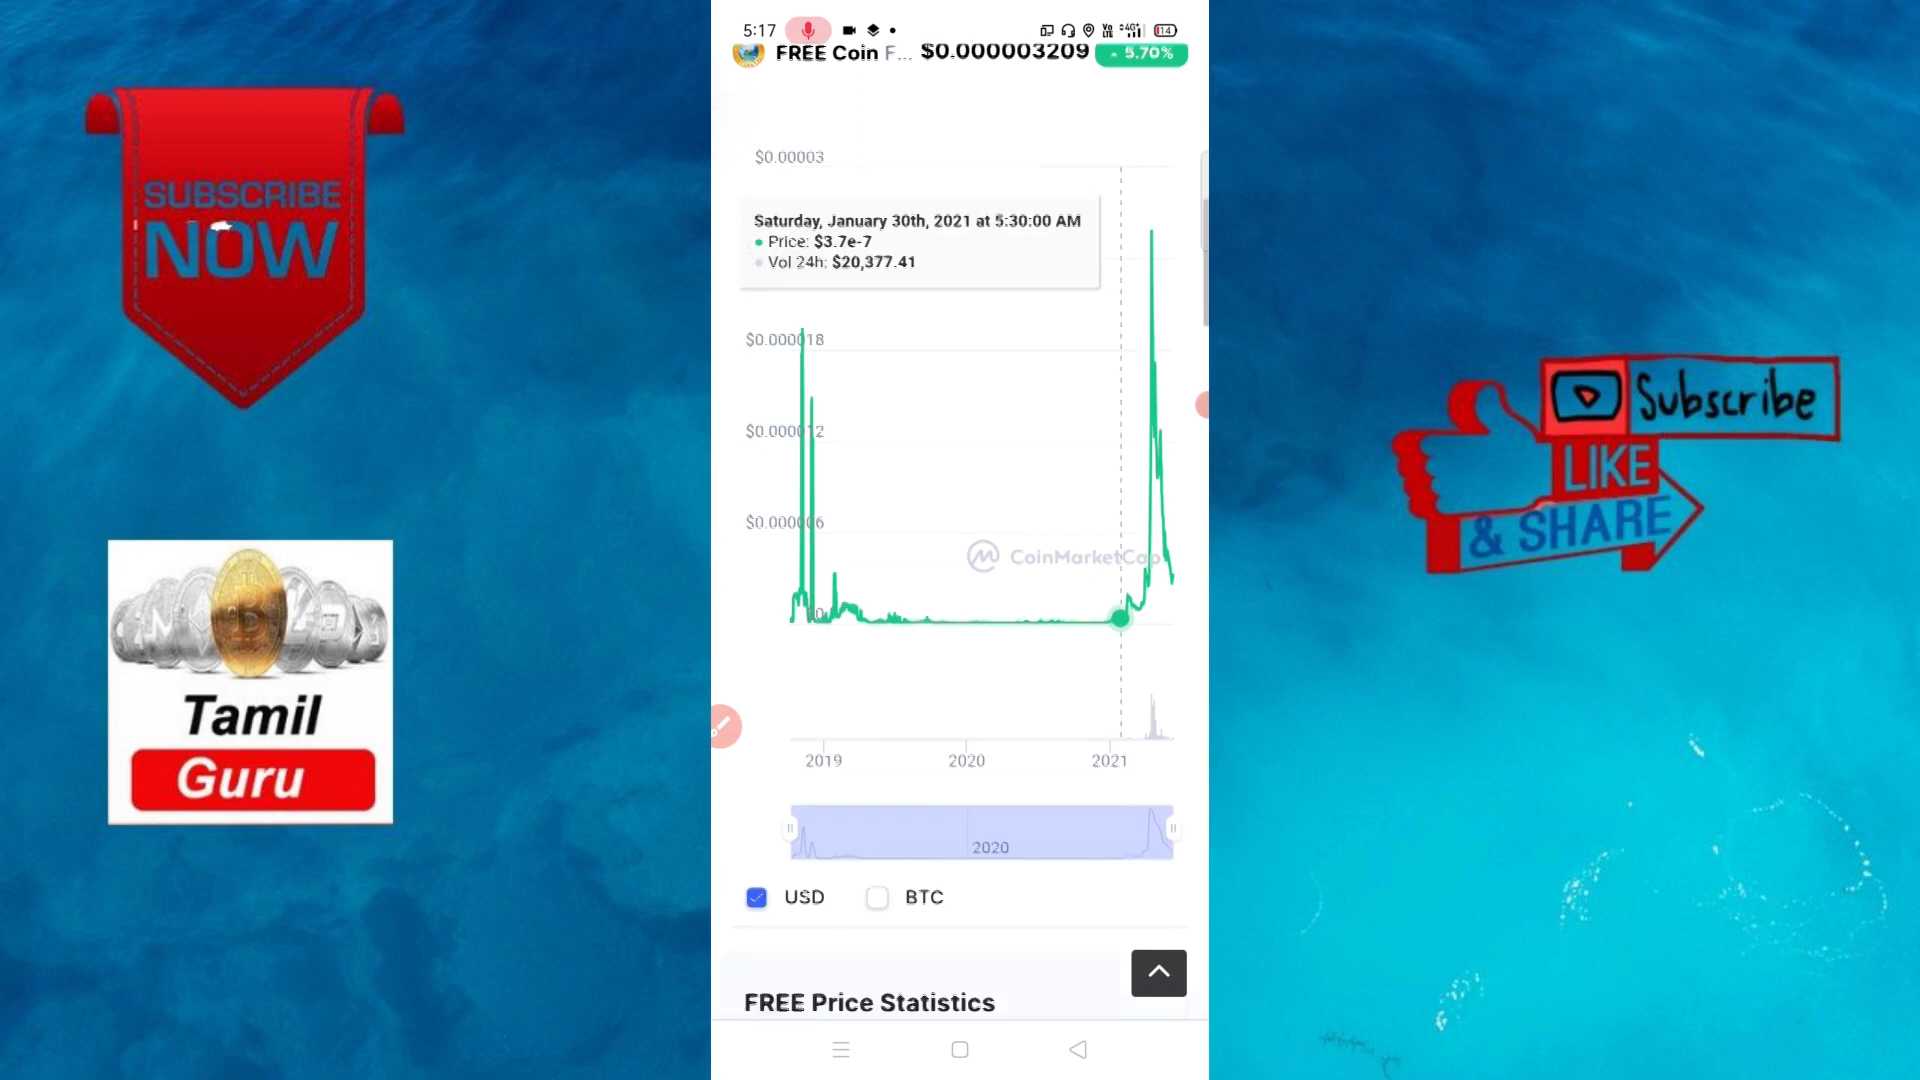 SUBSCRIBE
NOW
Tamil
Guru
5:17
4G+
14
FREE Coin F... $0.000003209 5.70%
$0.00003
Saturday, January 30th, 2021 at 5:30:00 AM
Price: $3.7e-7
Vol 24h: $20,377.41
$0.000018
$0.000012
$0.000006
CoinMarketCap
2019 2020 2021
2020
USD BTC
FREE Price Statistics
Subscribe
LIKE
& SHARE